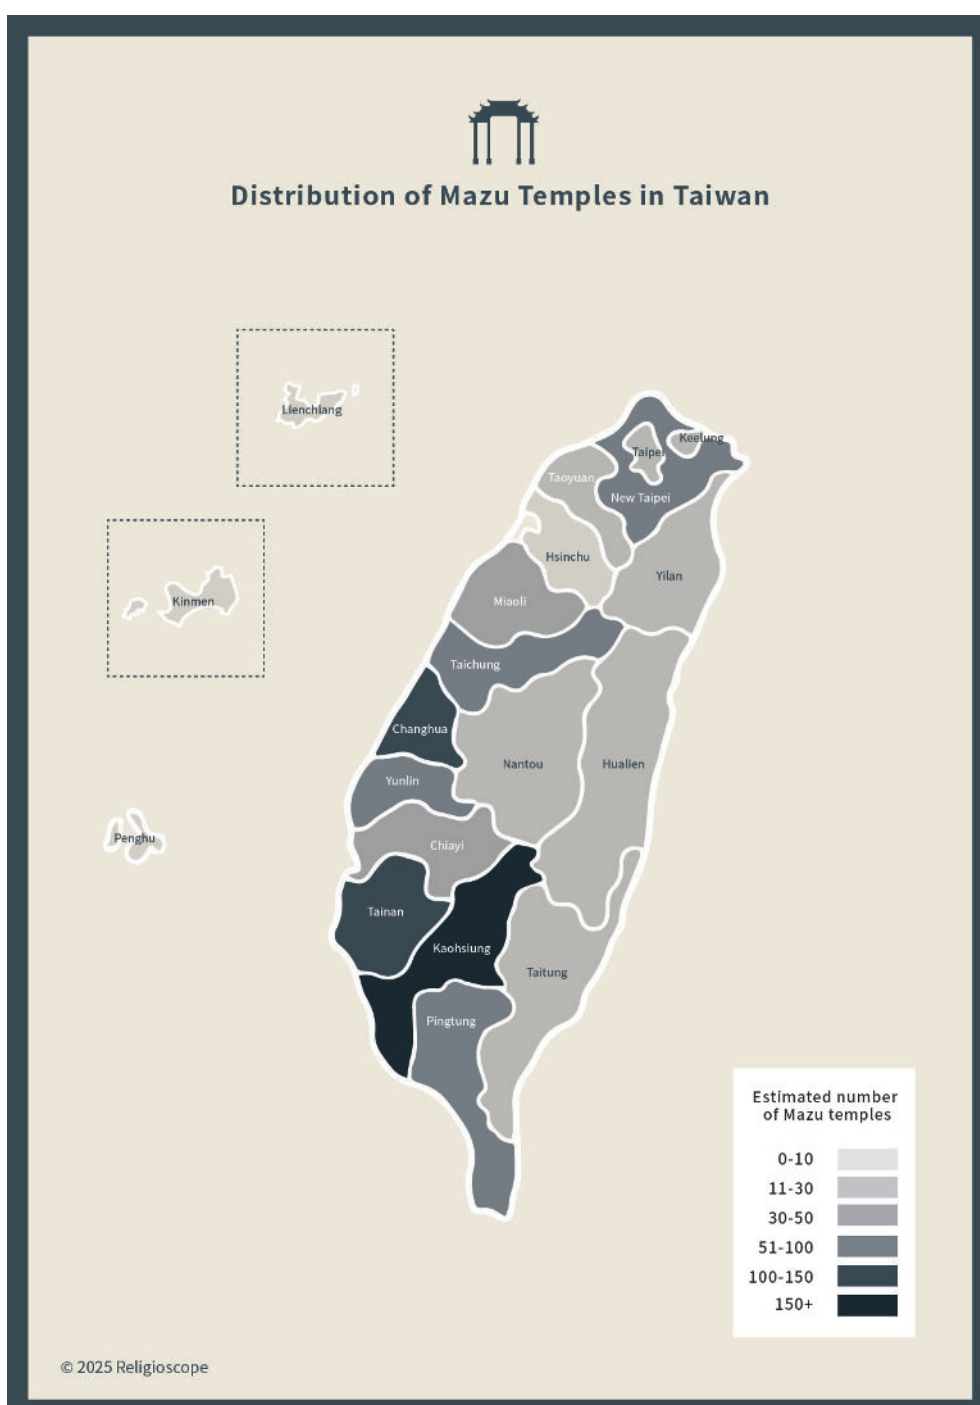 Distribution of Mazu Temples in Taiwan
Lienchiang
Keelung
Taipei
Taoyuan
New Taipei
Hsinchu
Yilan
Kinmen
Miaoli
Taichung
Changhua
Nantou
Hualien
Yunlin
Penghu
Chiayi
Tainan
Kaohsiung
Taitung
Pingtung
Estimated number
of Mazu temples
0-10
11-30
30-50
51-100
100-150
150+
© 2025 Religioscope